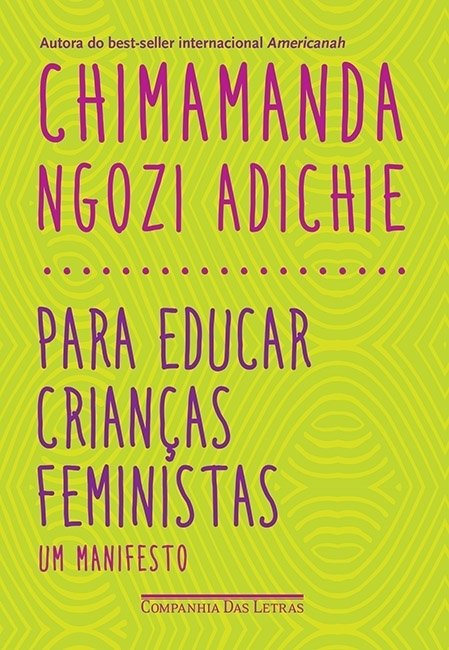 Autora do best-seller internacional Americanah
CHIMAMANDA
NGOZI ADICHIE
PARA EDUCAR
CRIANÇAS
FEMINISTAS
UM MANIFESTO
COMPANHIA DAS LETRAS